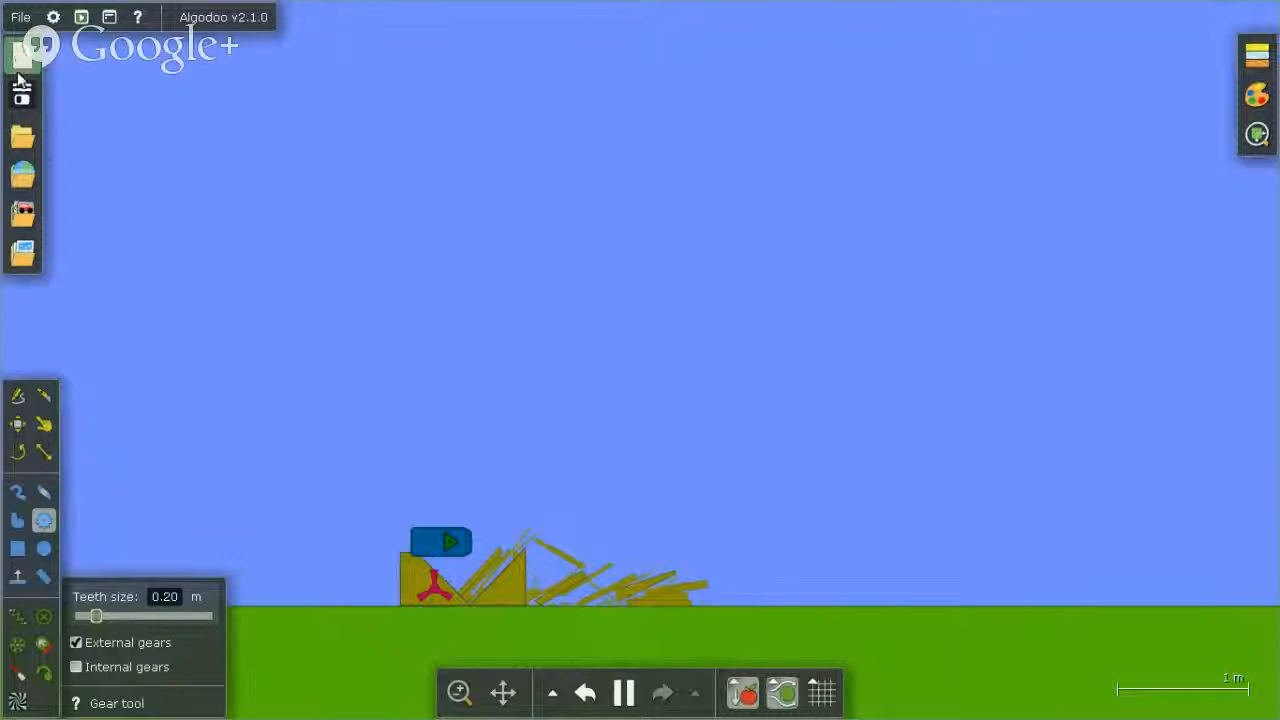 File ? Algodoo v2.1.0
Google+
Teeth size: 0.20 m
External gears
Internal gears
? Gear tool
1 m